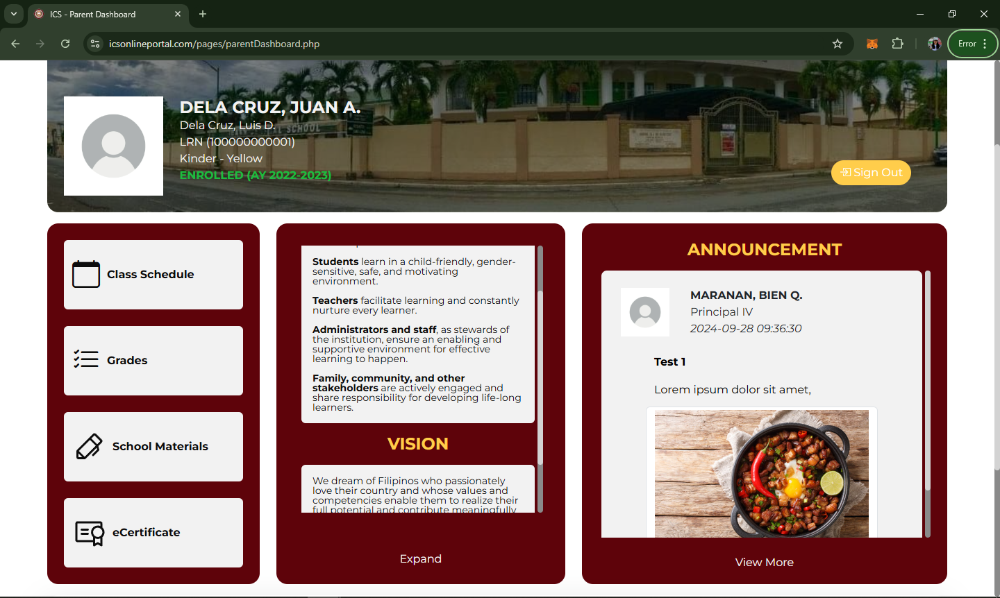 ICS - Parent Dashboard
icsonlineportal.com/pages/parentDashboard.php
Error
DELA CRUZ, JUAN A.
Dela Cruz, Luis D.
LRN (100000000001)
Kinder - Yellow
ENROLLED (AY 2022-2023)
SCHOOL
Sign Out
Class Schedule
Grades
School Materials
eCertificate
Students learn in a child-friendly, gender-
sensitive, safe, and motivating
environment.
Teachers facilitate learning and constantly
nurture every learner.
Administrators and staff, as stewards of
the institution, ensure an enabling and
supportive environment for effective
learning to happen.
Family, community, and other
stakeholders are actively engaged and
share responsibility for developing life-long
learners.
VISION
We dream of Filipinos who passionately
love their country and whose values and
competencies enable them to realize their
full potential and contribute meaningfully
Expand
ANNOUNCEMENT
MARANAN, BIEN Q.
Principal IV
2024-09-28 09:36:30
Test 1
Lorem ipsum dolor sit amet,
View More